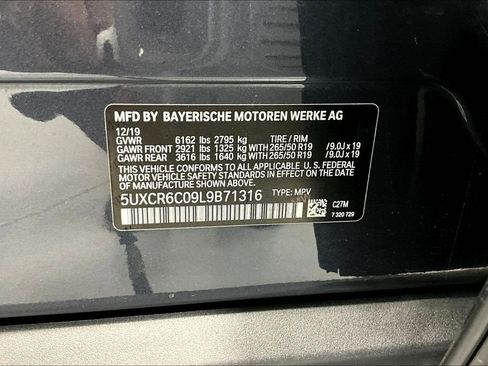 MFD BY BAYERISCHE MOTOREN WERKE AG
12/19
GVWR 6162 lbs 2795 kg TIRE / RIM
GAWR FRONT 2921 lbs 1325 kg WITH 265/50 R19 /9.0J x 19
GAWR REAR 3616 lbs 1640 kg WITH 265/50 R19 /9.0J x 19
THIS VEHICLE CONFORMS TO ALL APPLICABLE U. S. FEDERAL
MOTOR VEHICLE SAFETY STANDARDS
IN EFFECT ON THE DATE OF MANUFACTURE SHOWN ABOVE.
5UXCR6C09L9B71316 TYPE: MPV
C27M
7 320 729